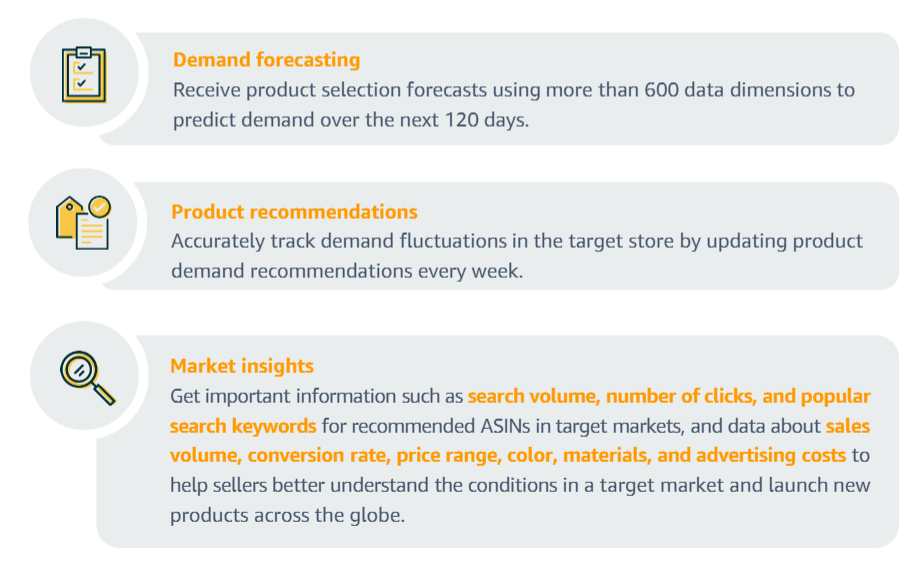 Demand forecasting
Receive product selection forecasts using more than 600 data dimensions to
predict demand over the next 120 days.
Product recommendations
Accurately track demand fluctuations in the target store by updating product
demand recommendations every week.
Market insights
Get important information such as search volume, number of clicks, and popular
search keywords for recommended ASINs in target markets, and data about sales
volume, conversion rate, price range, color, materials, and advertising costs to
help sellers better understand the conditions in a target market and launch new
products across the globe.